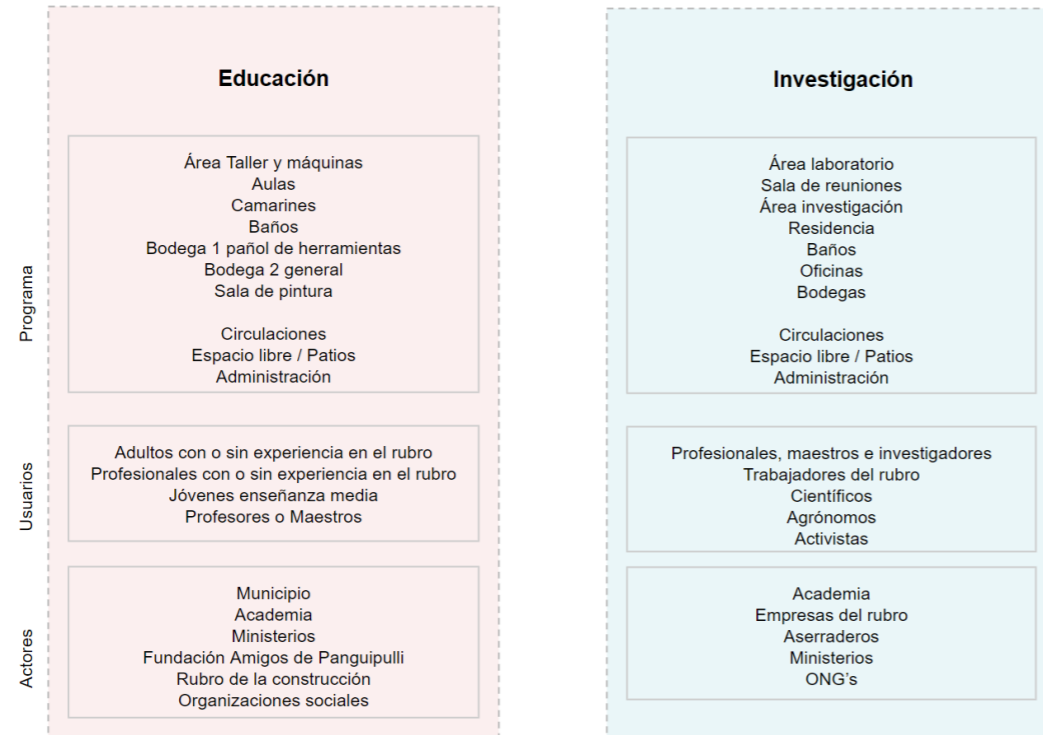 Educación
Investigación
Programa
Área Taller y máquinas
Aulas
Camarines
Baños
Bodega 1 pañol de herramientas
Bodega 2 general
Sala de pintura
Circulaciones
Espacio libre / Patios
Administración
Área laboratorio
Sala de reuniones
Área investigación
Residencia
Baños
Oficinas
Bodegas
Circulaciones
Espacio libre / Patios
Administración
Usuarios
Adultos con o sin experiencia en el rubro
Profesionales con o sin experiencia en el rubro
Jóvenes enseñanza media
Profesores o Maestros
Profesionales, maestros e investigadores
Trabajadores del rubro
Científicos
Agrónomos
Activistas
Actores
Municipio
Academia
Ministerios
Fundación Amigos de Panguipulli
Rubro de la construcción
Organizaciones sociales
Academia
Empresas del rubro
Aserraderos
Ministerios
ONG's